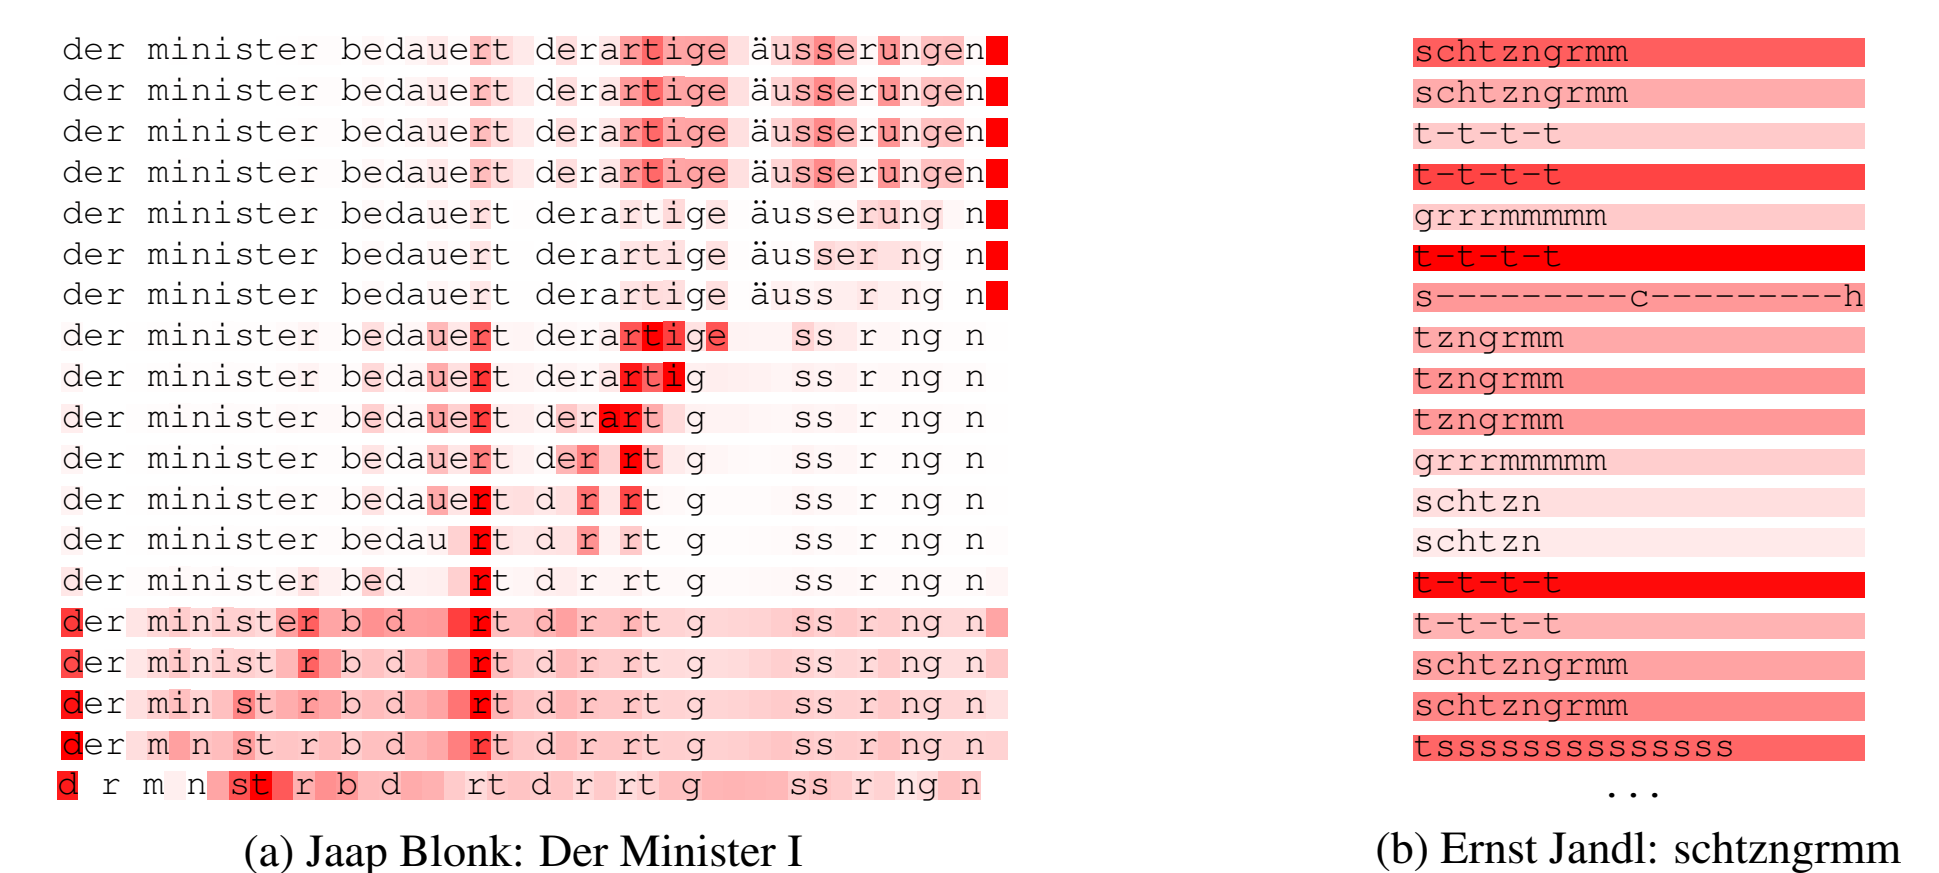 der minister bedauert derartige äusserungen
der minister bedauert derartige äusserungen
der minister bedauert derartige äusserungen
der minister bedauert derartige äusserungen
der minister bedauert derartige äusserung n
der minister bedauert derartige äusser ng n
der minister bedauert derartige äuss r ng n
der minister bedauert derartige    ss r ng n
der minister bedauert derartig     ss r ng n
der minister bedauert derart g     ss r ng n
der minister bedauert der rt g     ss r ng n
der minister bedauert d r rt g     ss r ng n
der minister bedau rt d r rt g     ss r ng n
der minister bed   rt d r rt g     ss r ng n
der minister b d   rt d r rt g     ss r ng n
der minist r b d   rt d r rt g     ss r ng n
der min st r b d   rt d r rt g     ss r ng n
der m n st r b d   rt d r rt g     ss r ng n
d r m n st r b d   rt d r rt g     ss r ng n
(a) Jaap Blonk: Der Minister I
schtzngrmm
schtzngrmm
t-t-t-t
t-t-t-t
grrrmmmmm
t-t-t-t
s---------c---------h
tzngrmm
tzngrmm
tzngrmm
grrrmmmmm
schtzn
schtzn
t-t-t-t
t-t-t-t
schtzngrmm
schtzngrmm
tssssssssssssss
...
(b) Ernst Jandl: schtzngrmm